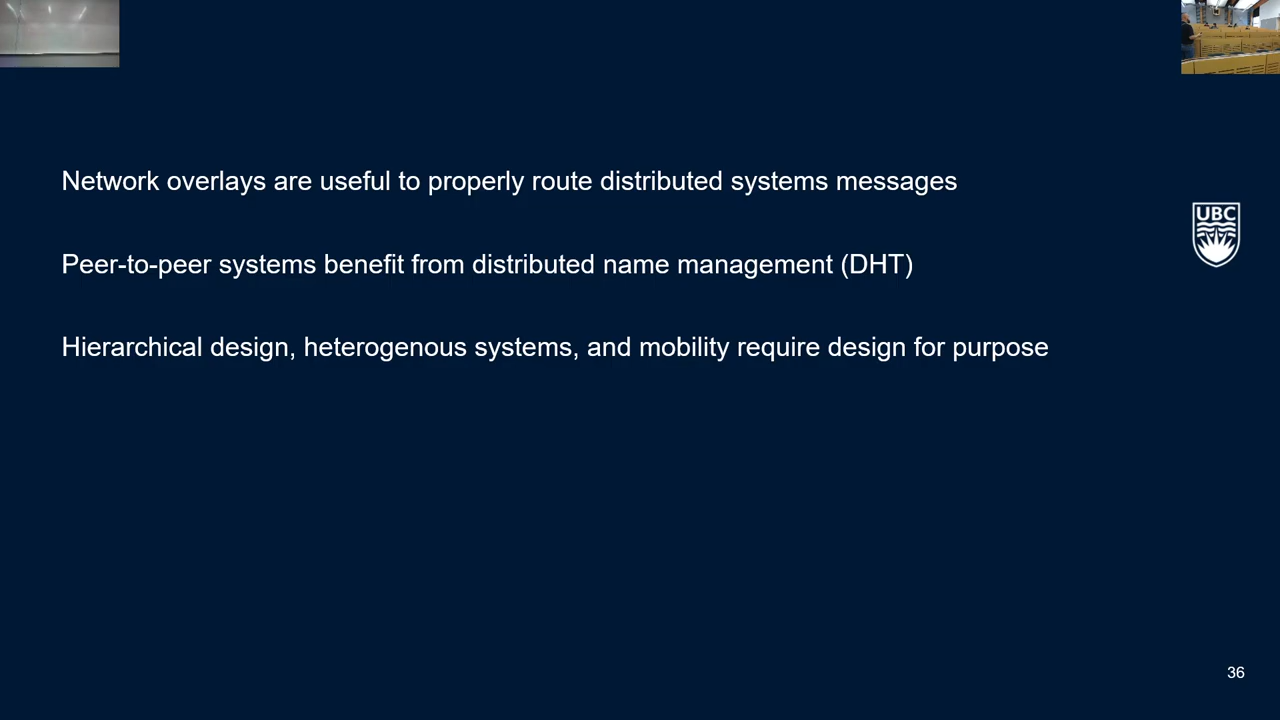 Network overlays are useful to properly route distributed systems messages
UBC
Peer-to-peer systems benefit from distributed name management (DHT)
Hierarchical design, heterogenous systems, and mobility require design for purpose
36